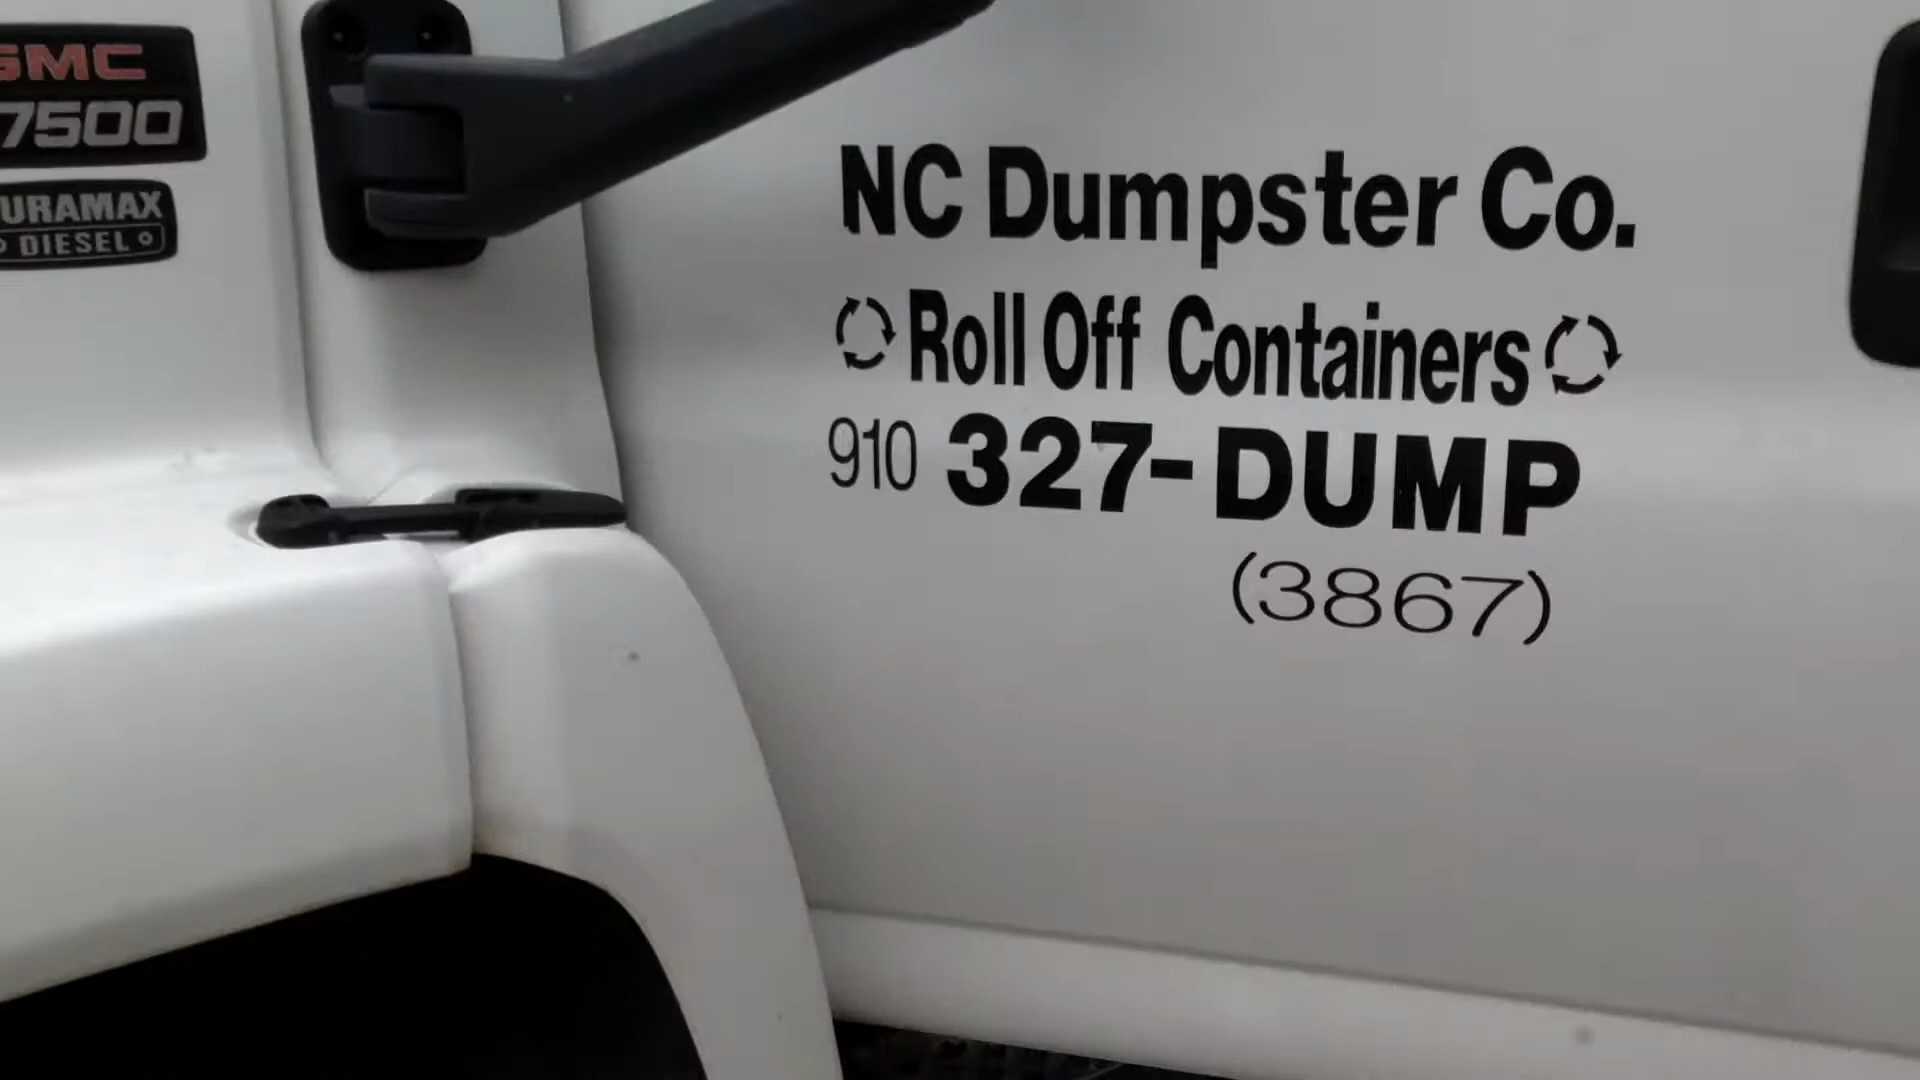 GMC
7500
URAMAX
DIESEL
NC Dumpster Co.
Roll Off Containers
910 327-DUMP
(3867)